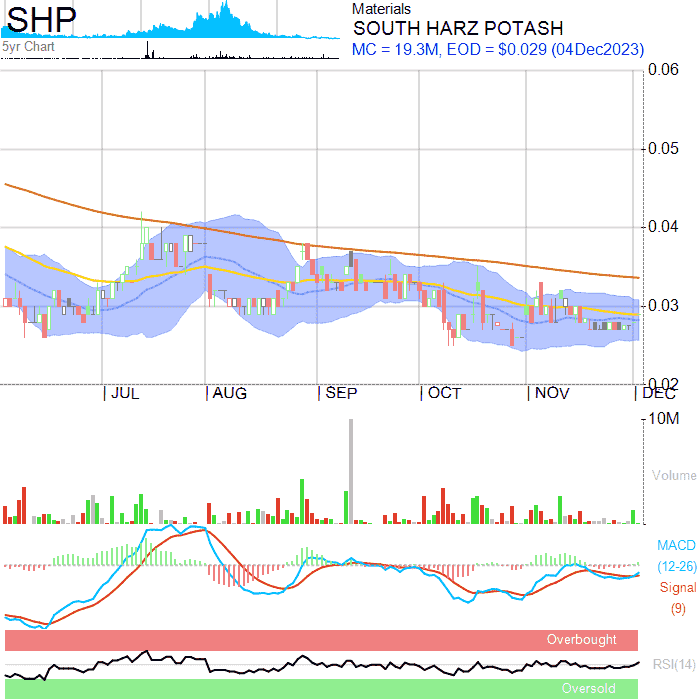 SHP
Materials
SOUTH HARZ POTASH
5yr Chart
MC = 19.3M, EOD = $0.029 (04Dec2023)
0.06
0.05
0.04
0.03
0.02
JUL AUG SEP OCT NOV DEC
10M
Volume
MACD
(12-26)
Signal
(9)
Overbought
RSI(14)
Oversold